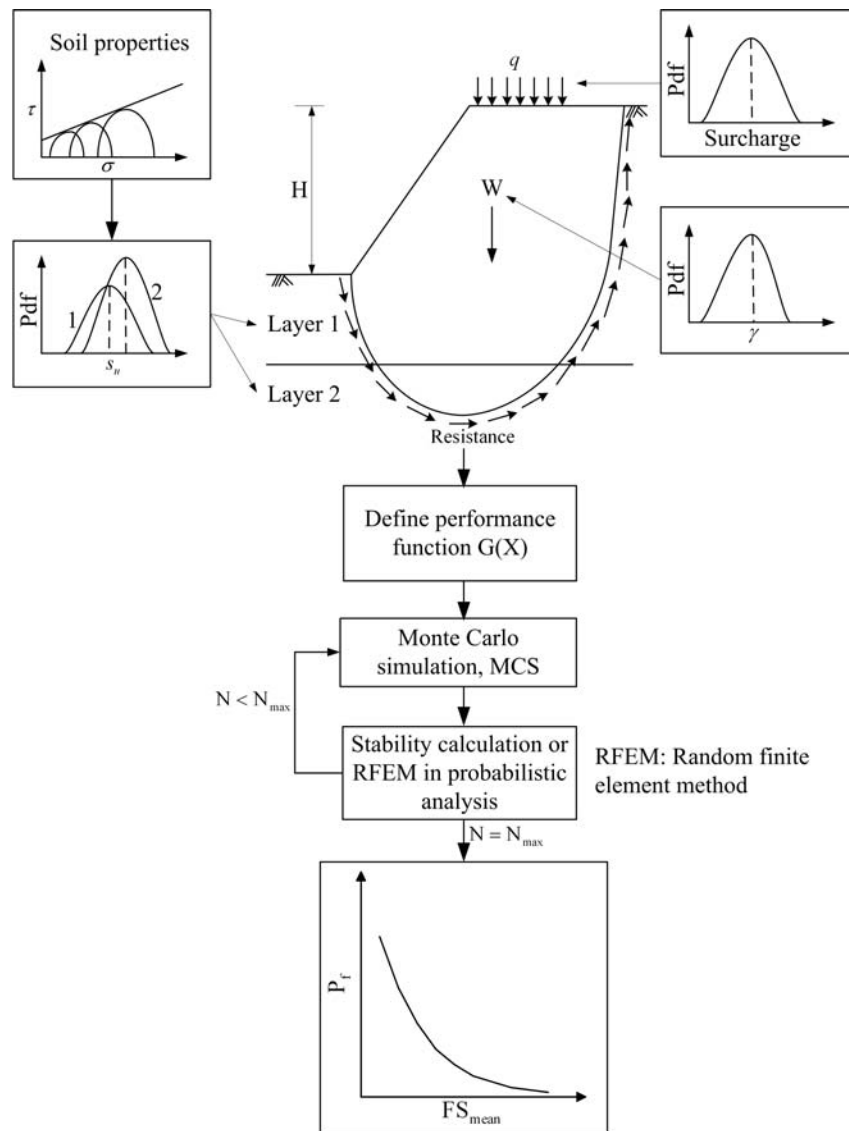 Soil properties
τ
σ
Pdf
1
2
s_u
q
H
W
Layer 1
Layer 2
Resistance
Pdf
Surcharge
Pdf
γ
Define performance
function G(X)
Monte Carlo
simulation, MCS
N < N_max
Stability calculation or
RFEM in probabilistic
analysis
RFEM: Random finite
element method
N = N_max
P_f
FS_mean